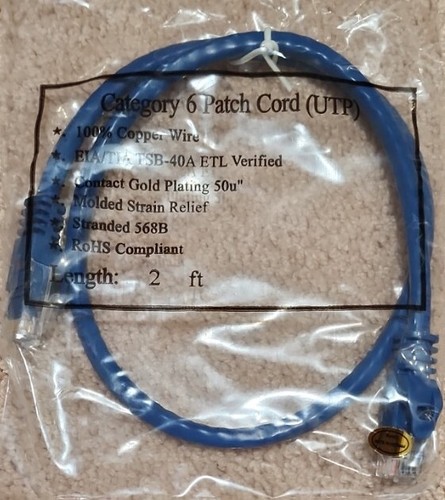 Category 6 Patch Cord (UTP)
*. 100% Copper Wire
*. EIA/TIA TSB-40A ETL Verified
*. Contact Gold Plating 50u"
*. Molded Strain Relief
*. Stranded 568B
*. RoHS Compliant
Length: 2 ft